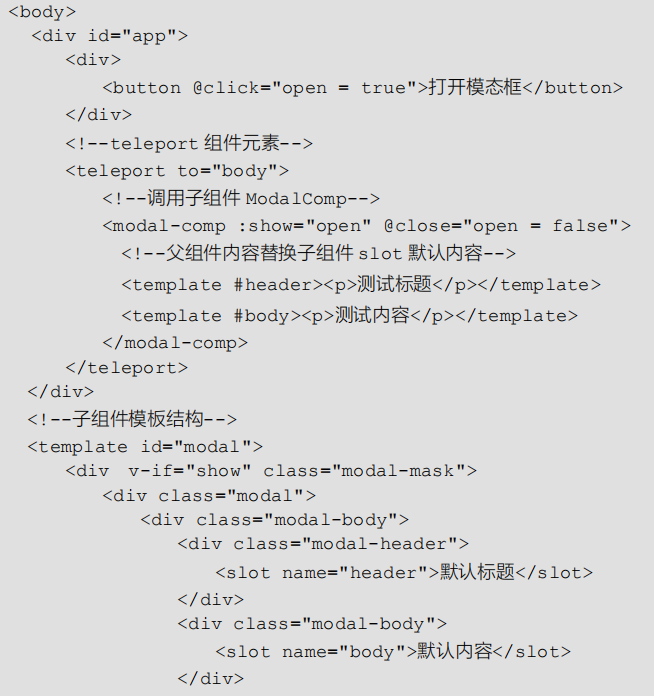 <body>
<div id="app">
<div>
<button @click="open = true">打开模态框</button>
</div>
<!--teleport 组件元素-->
<teleport to="body">
<!--调用子组件 ModalComp-->
<modal-comp :show="open" @close="open = false">
<!--父组件内容替换子组件 slot 默认内容-->
<template #header><p>测试标题</p></template>
<template #body><p>测试内容</p></template>
</modal-comp>
</teleport>
</div>
<!--子组件模板结构-->
<template id="modal">
<div v-if="show" class="modal-mask">
<div class="modal">
<div class="modal-body">
<div class="modal-header">
<slot name="header">默认标题</slot>
</div>
<div class="modal-body">
<slot name="body">默认内容</slot>
</div>